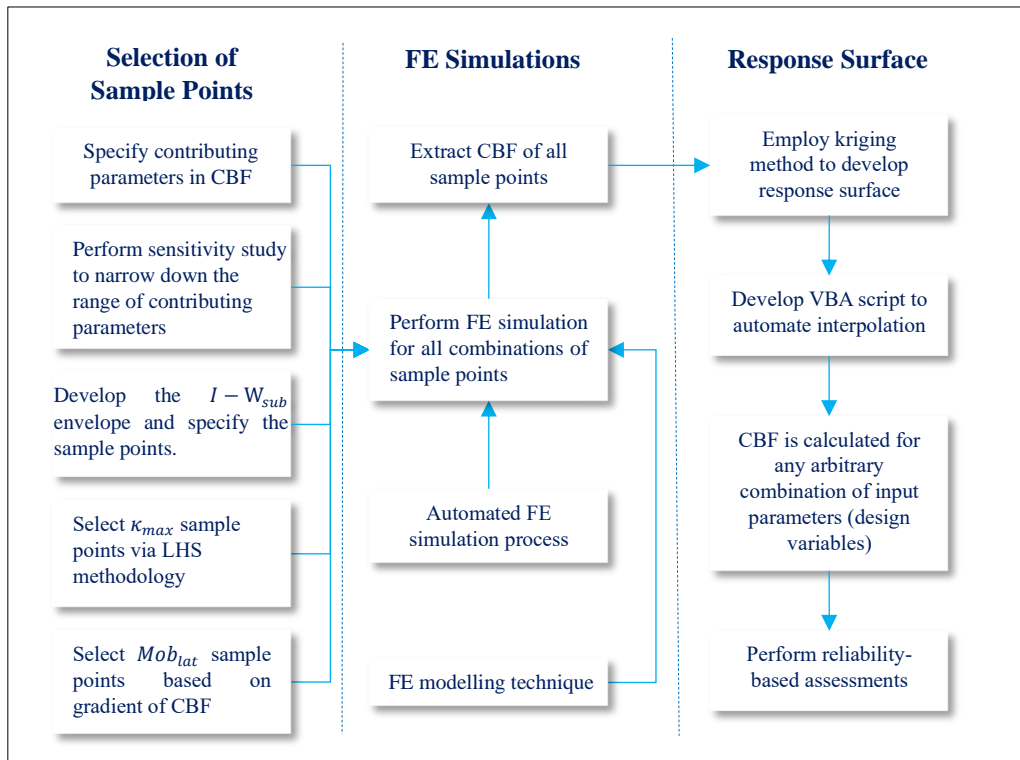 Selection of
Sample Points
Specify contributing
parameters in CBF
Perform sensitivity study
to narrow down the
range of contributing
parameters
Develop the I − W_sub
envelope and specify the
sample points.
Select κ_max sample
points via LHS
methodology
Select Mob_lat sample
points based on
gradient of CBF
FE Simulations
Extract CBF of all
sample points
Perform FE simulation
for all combinations of
sample points
Automated FE
simulation process
FE modelling technique
Response Surface
Employ kriging
method to develop
response surface
Develop VBA script to
automate interpolation
CBF is calculated for
any arbitrary
combination of input
parameters (design
variables)
Perform reliability-
based assessments